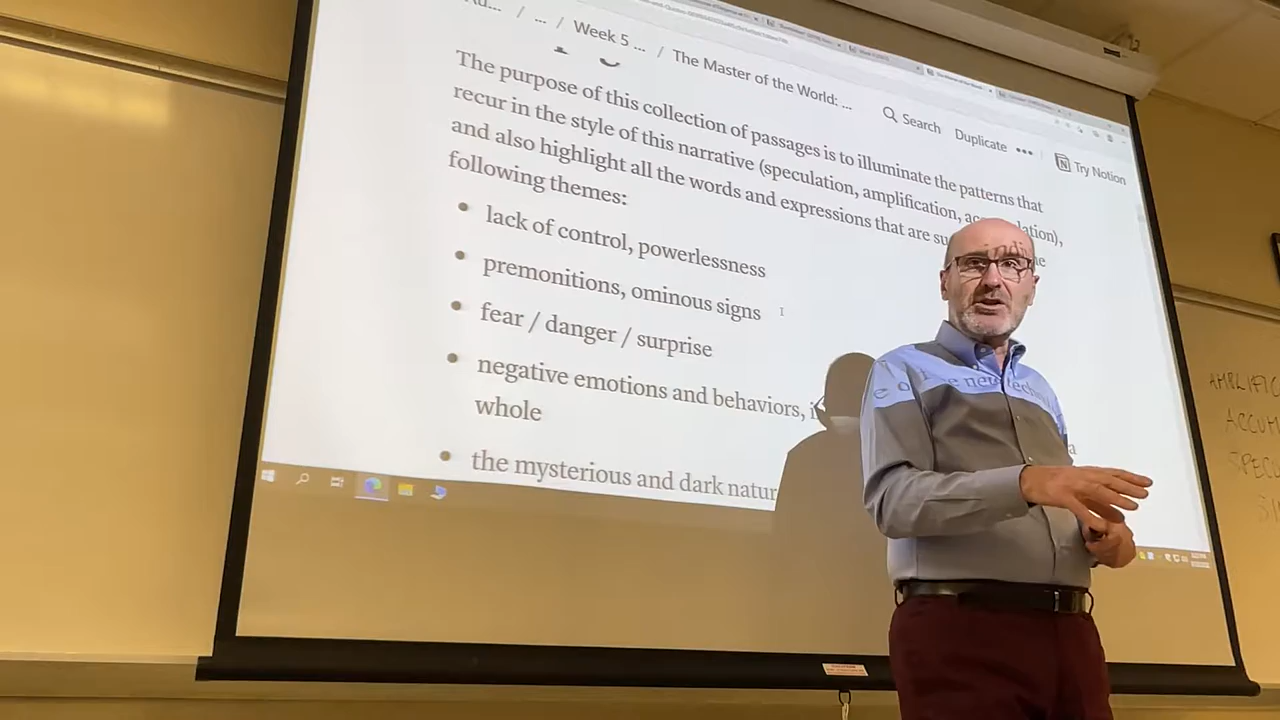 / ... / Week 5 ... / The Master of the World: ...
Search Duplicate ... Try Notion
The purpose of this collection of passages is to illuminate the patterns that
recur in the style of this narrative (speculation, amplification,
and also highlight all the words and expressions that are
following themes:
lack of control, powerlessness
premonitions, ominous signs
fear / danger / surprise
negative emotions and behaviors,
whole
the mysterious and dark